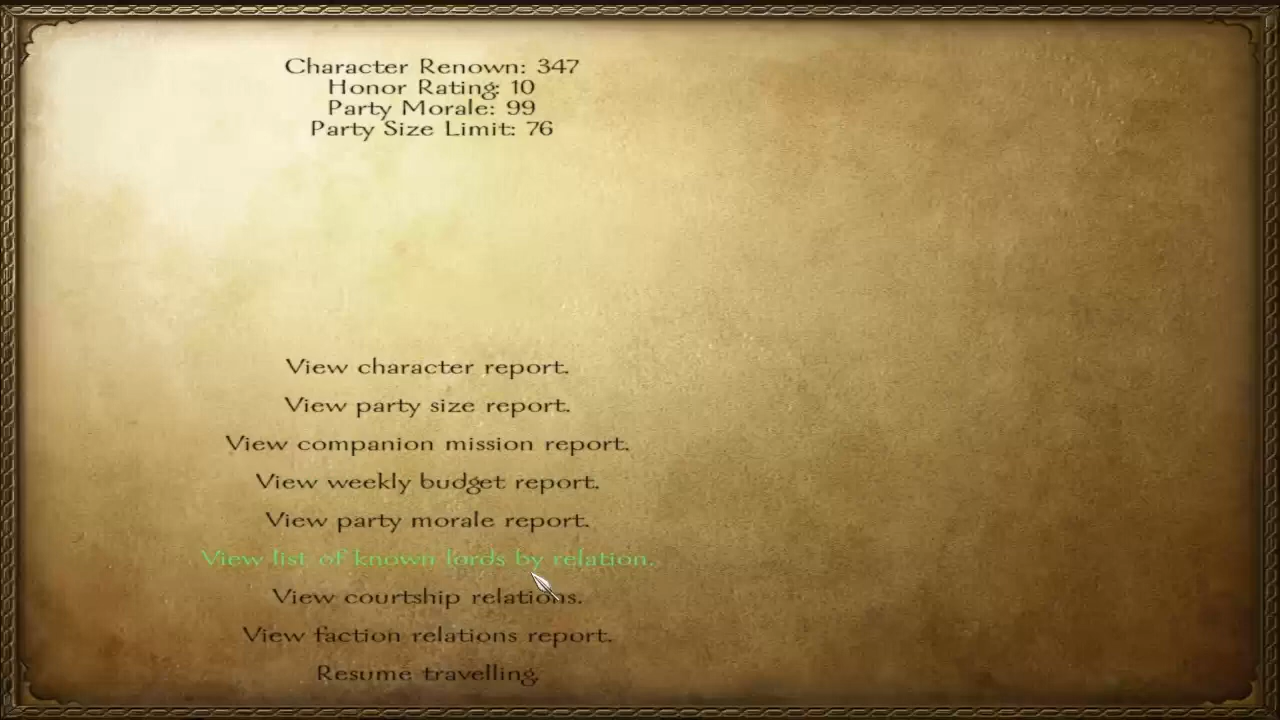 Character Renown: 347
Honor Rating: 10
Party Morale: 99
Party Size Limit: 76
View character report.
View party size report.
View companion mission report.
View weekly budget report.
View party morale report.
View list of known lords by relation.
View courtship relations.
View faction relations report.
Resume travelling.